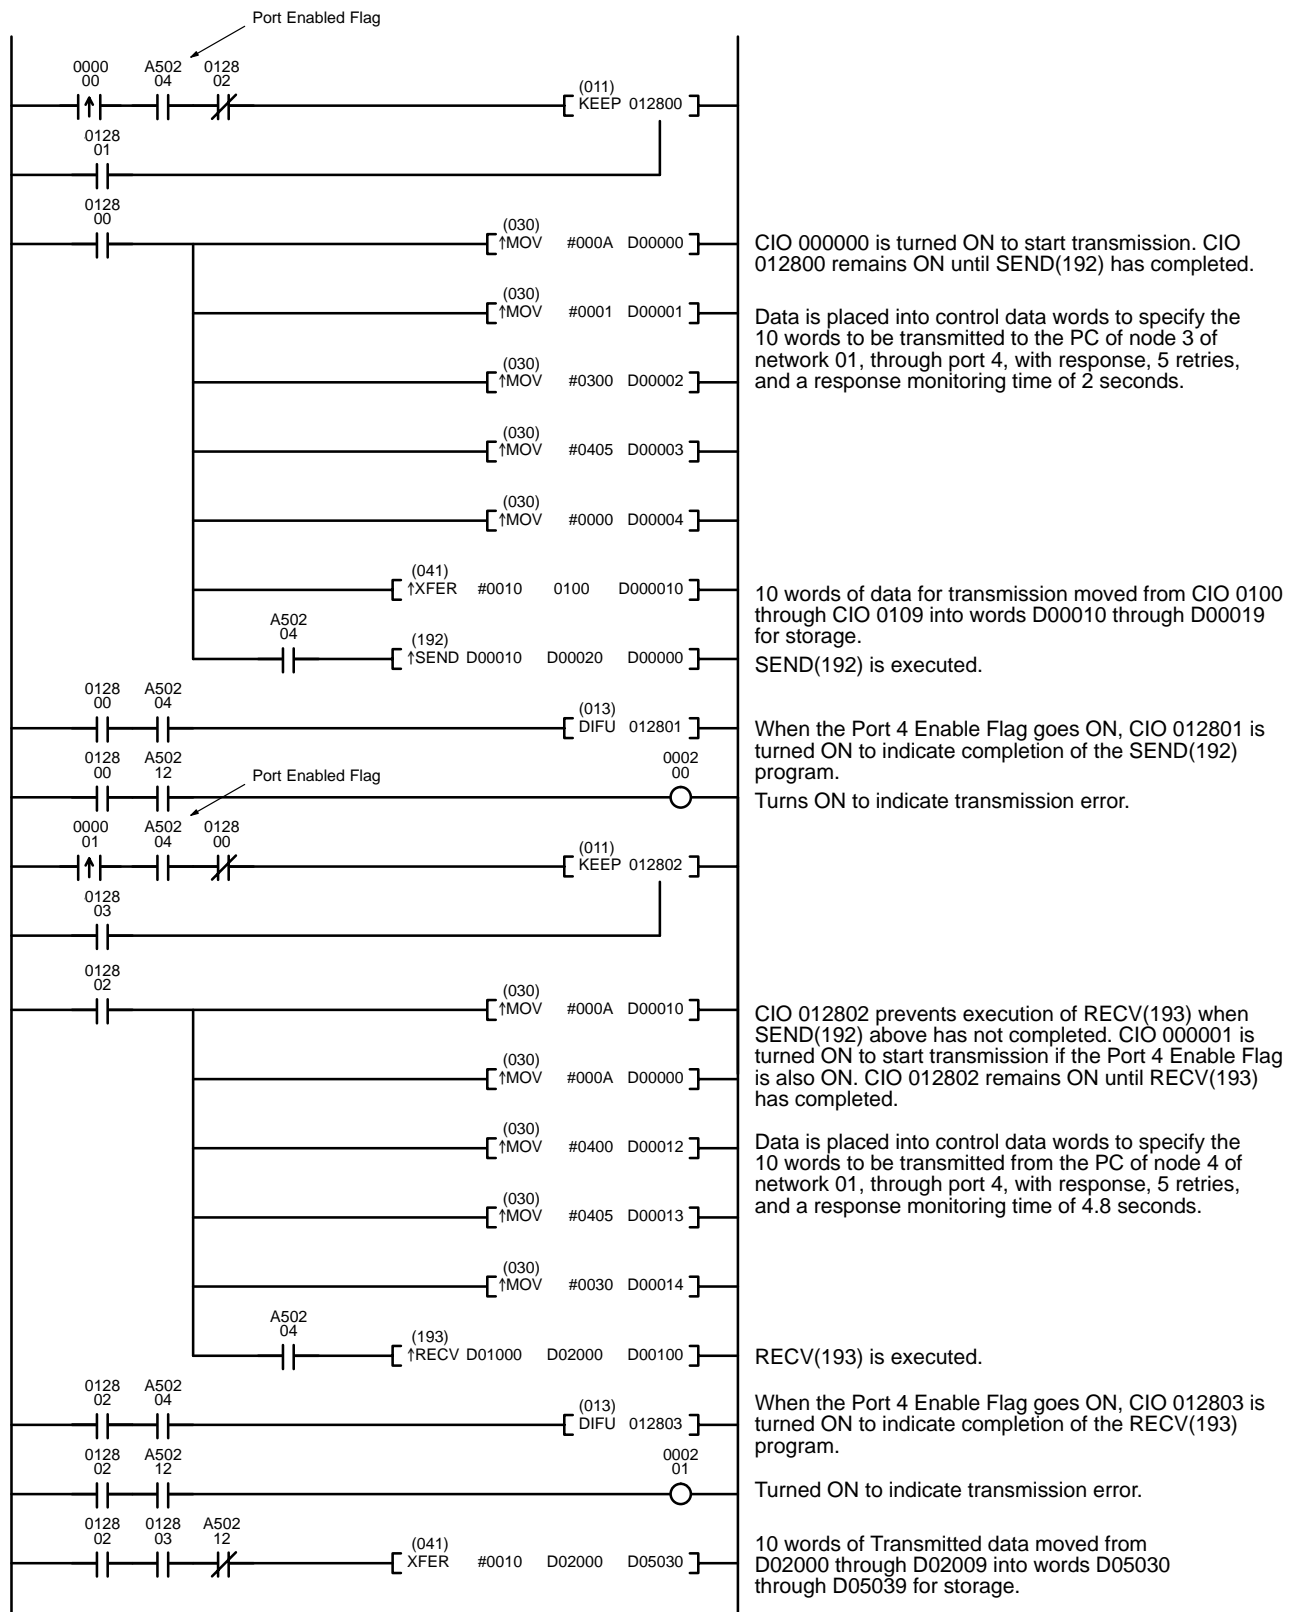 Port Enabled Flag
0000 A502 0128
00 04 02
(011)
KEEP 012800
0128
01
0128
00
(030)
↑MOV #000A D00000
CIO 000000 is turned ON to start transmission. CIO
012800 remains ON until SEND(192) has completed.
(030)
↑MOV #0001 D00001
Data is placed into control data words to specify the
10 words to be transmitted to the PC of node 3 of
network 01, through port 4, with response, 5 retries,
and a response monitoring time of 2 seconds.
(030)
↑MOV #0300 D00002
(030)
↑MOV #0405 D00003
(030)
↑MOV #0000 D00004
(041)
↑XFER #0010 0100 D000010
10 words of data for transmission moved from CIO 0100
through CIO 0109 into words D00010 through D00019
for storage.
A502
04
(192)
↑SEND D00010 D00020 D00000
SEND(192) is executed.
0128 A502
00 04
(013)
DIFU 012801
When the Port 4 Enable Flag goes ON, CIO 012801 is
turned ON to indicate completion of the SEND(192)
program.
0128 A502
00 12
0002
00
Turns ON to indicate transmission error.
Port Enabled Flag
0000 A502 0128
01 04 00
(011)
KEEP 012802
0128
03
0128
02
(030)
↑MOV #000A D00010
CIO 012802 prevents execution of RECV(193) when
SEND(192) above has not completed. CIO 000001 is
turned ON to start transmission if the Port 4 Enable Flag
is also ON. CIO 012802 remains ON until RECV(193)
has completed.
(030)
↑MOV #000A D00000
(030)
↑MOV #0400 D00012
Data is placed into control data words to specify the
10 words to be transmitted from the PC of node 4 of
network 01, through port 4, with response, 5 retries,
and a response monitoring time of 4.8 seconds.
(030)
↑MOV #0405 D00013
(030)
↑MOV #0030 D00014
A502
04
(193)
↑RECV D01000 D02000 D00100
RECV(193) is executed.
0128 A502
02 04
(013)
DIFU 012803
When the Port 4 Enable Flag goes ON, CIO 012803 is
turned ON to indicate completion of the RECV(193)
program.
0128 A502
02 12
0002
01
Turned ON to indicate transmission error.
0128 0128 A502
02 03 12
(041)
XFER #0010 D02000 D05030
10 words of Transmitted data moved from
D02000 through D02009 into words D05030
through D05039 for storage.